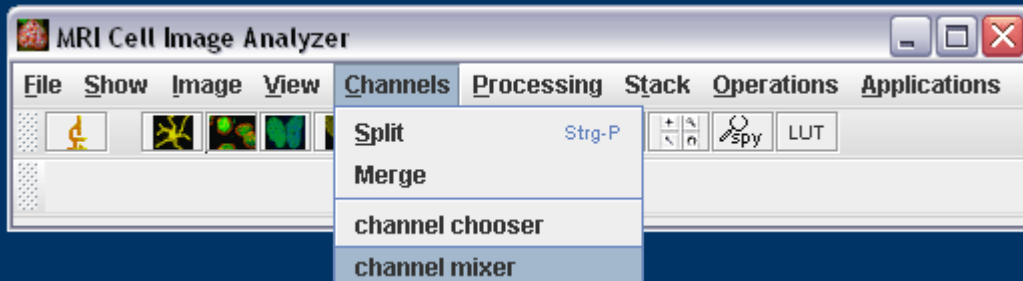 MRI Cell Image Analyzer
File Show Image View Channels Processing Stack Operations Applications
spy LUT
Split Strg-P
Merge
channel chooser
channel mixer